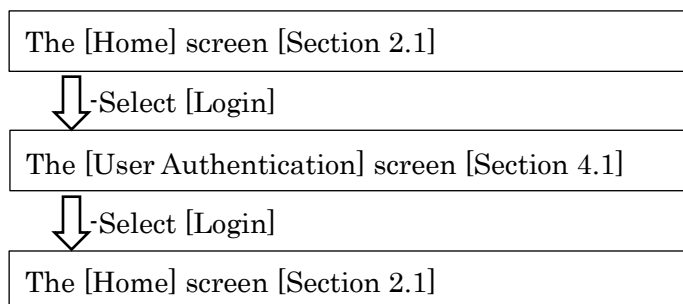 The [Home] screen [Section 2.1]
-Select [Login]
The [User Authentication] screen [Section 4.1]
-Select [Login]
The [Home] screen [Section 2.1]